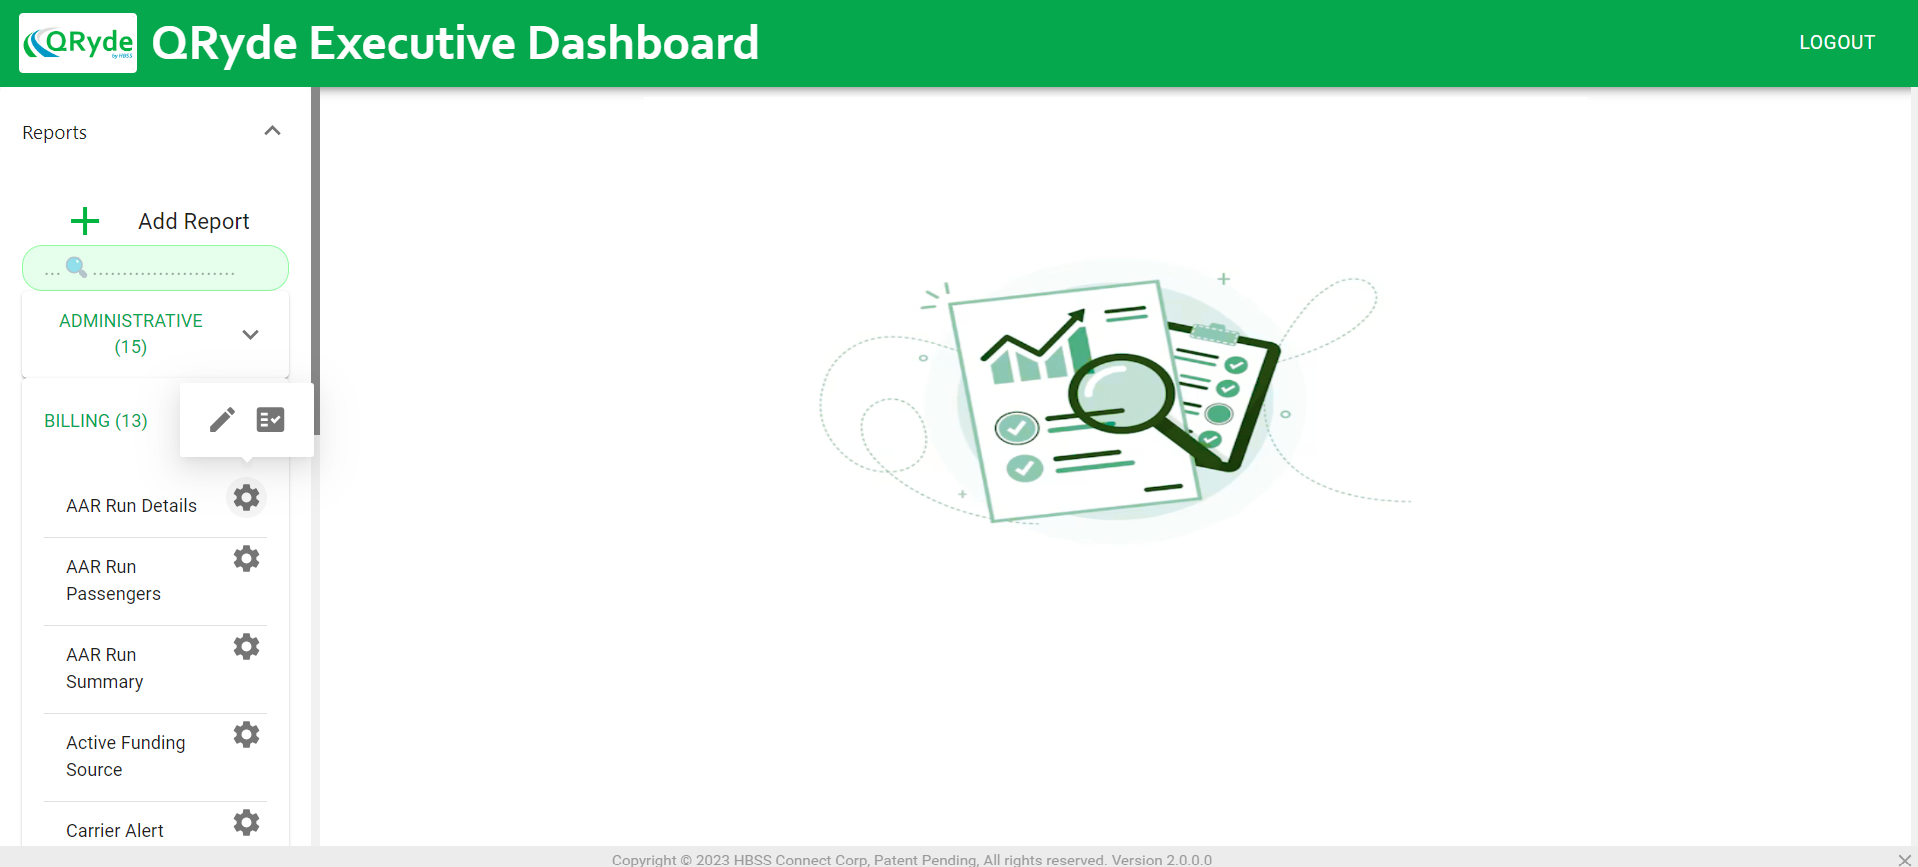 QRyde
by HBSS
QRyde Executive Dashboard
LOGOUT
Reports
Add Report
... 🔍 ........................
ADMINISTRATIVE
(15)
BILLING (13)
AAR Run Details
AAR Run
Passengers
AAR Run
Summary
Active Funding
Source
Carrier Alert
Copyright © 2023 HBSS Connect Corp, Patent Pending, All rights reserved. Version 2.0.0.0